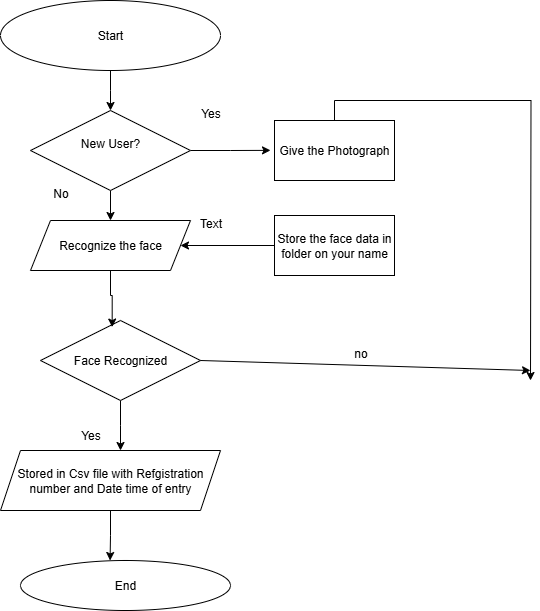 Start
Yes
New User?
Give the Photograph
No
Text
Recognize the face
Store the face data in
folder on your name
no
Face Recognized
Yes
Stored in Csv file with Refgistration
number and Date time of entry
End